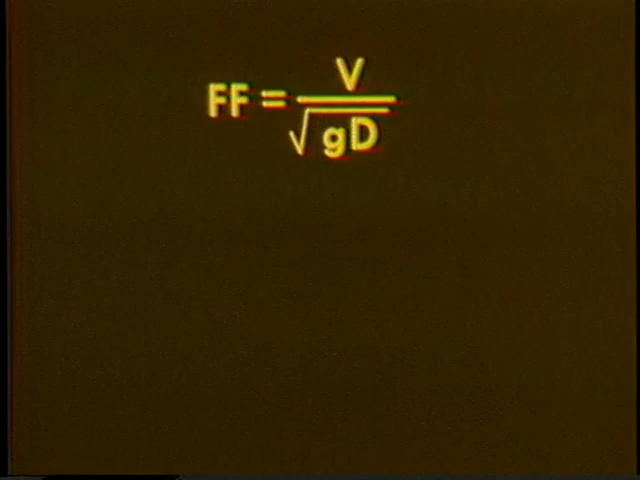 FF = V / √gD